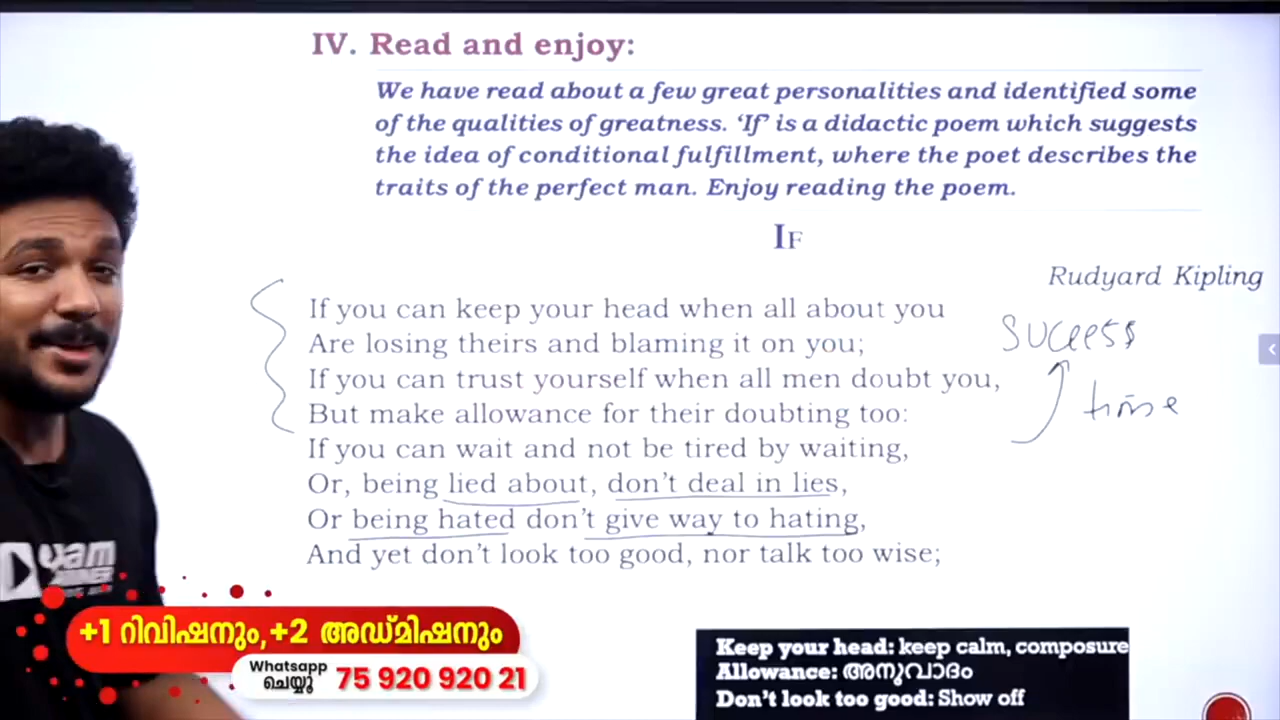 IV. Read and enjoy:
We have read about a few great personalities and identified some
of the qualities of greatness. ‘If’ is a didactic poem which suggests
the idea of conditional fulfillment, where the poet describes the
traits of the perfect man. Enjoy reading the poem.
IF
Rudyard Kipling
If you can keep your head when all about you
Are losing theirs and blaming it on you;
If you can trust yourself when all men doubt you,
But make allowance for their doubting too:
If you can wait and not be tired by waiting,
Or, being lied about, don’t deal in lies,
Or being hated don’t give way to hating,
And yet don’t look too good, nor talk too wise;
success
time
+1 റിവിഷനും,+2 അഡ്മിഷനും
Whatsapp
ചെയ്യൂ
75 920 920 21
Keep your head: keep calm, composure
Allowance: അനുവാദം
Don’t look too good: Show off